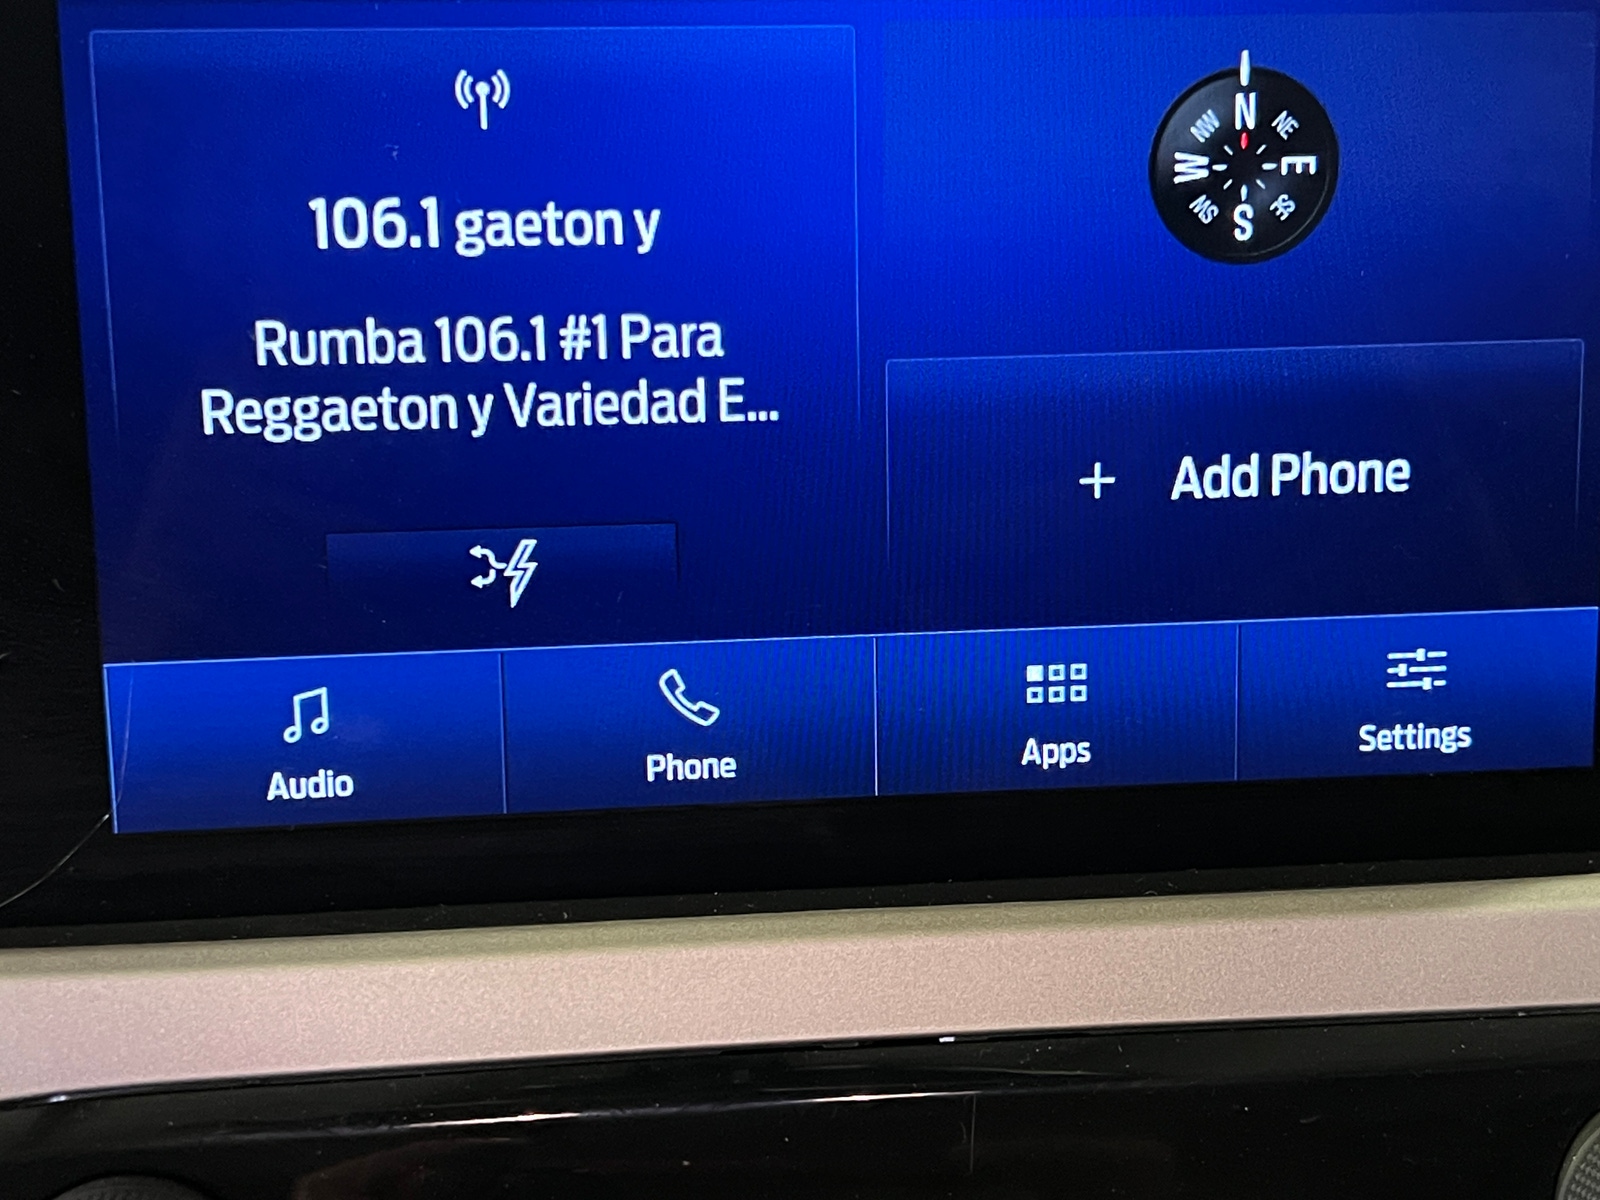 106.1 gaeton y
Rumba 106.1 #1 Para
Reggaeton y Variedad E...
N
NE
E
SE
S
SW
W
NW
+ Add Phone
Audio
Phone
Apps
Settings